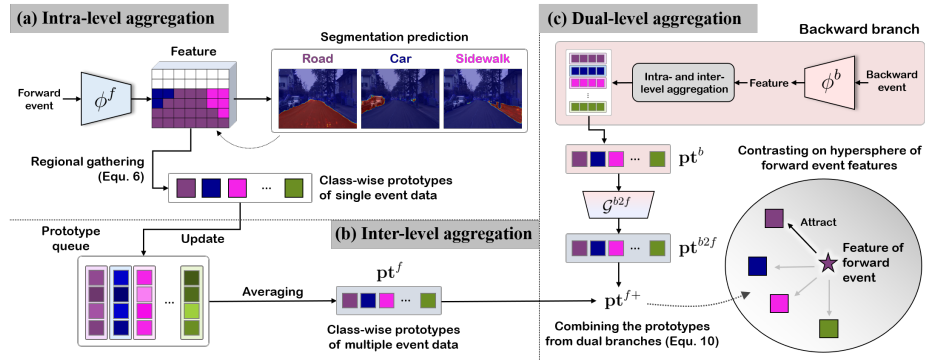 (a) Intra-level aggregation
Feature
Segmentation prediction
Road
Car
Sidewalk
Forward
event
ϕ^f
Regional gathering
(Equ. 6)
...
Class-wise prototypes
of single event data
Prototype
queue
Update
(b) Inter-level aggregation
...
Averaging
pt^f
...
Class-wise prototypes
of multiple event data
(c) Dual-level aggregation
Backward branch
...
Intra- and inter-
level aggregation
Feature
ϕ^b
Backward
event
...
pt^b
G^{b2f}
...
pt^{b2f}
pt^{f+}
Combining the prototypes
from dual branches (Equ. 10)
Contrasting on hypersphere of
forward event features
Attract
Feature of
forward
event